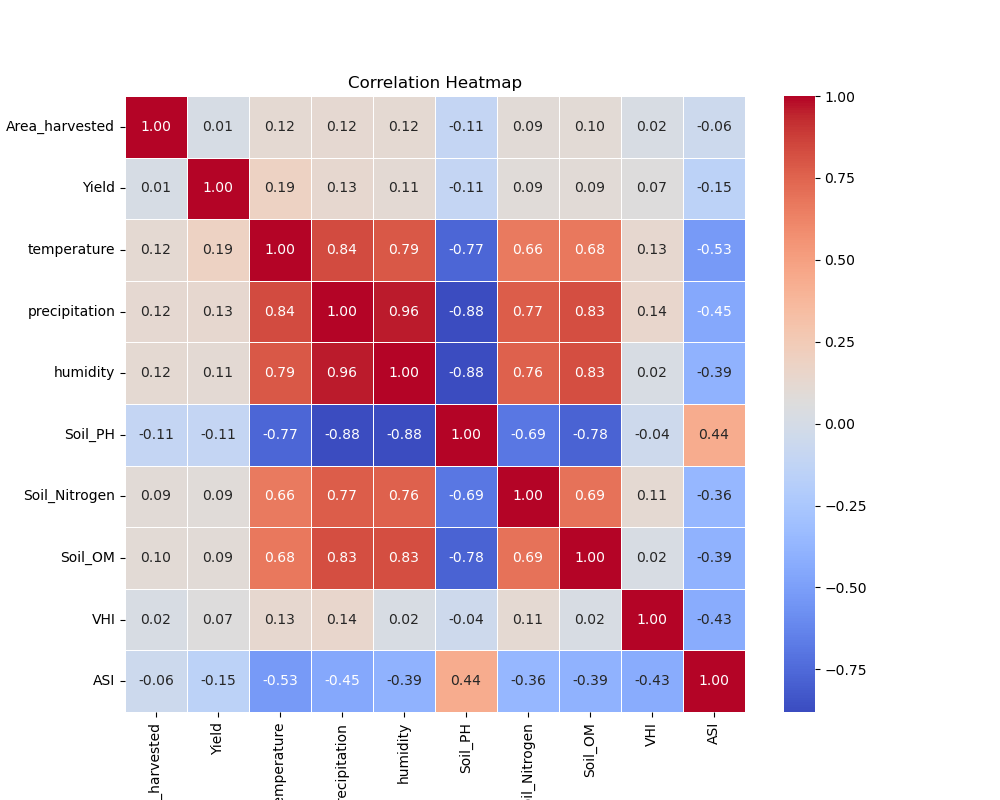 Correlation Heatmap
Area_harvested 1.00 0.01 0.12 0.12 0.12 -0.11 0.09 0.10 0.02 -0.06
Yield 0.01 1.00 0.19 0.13 0.11 -0.11 0.09 0.09 0.07 -0.15
temperature 0.12 0.19 1.00 0.84 0.79 -0.77 0.66 0.68 0.13 -0.53
precipitation 0.12 0.13 0.84 1.00 0.96 -0.88 0.77 0.83 0.14 -0.45
humidity 0.12 0.11 0.79 0.96 1.00 -0.88 0.76 0.83 0.02 -0.39
Soil_PH -0.11 -0.11 -0.77 -0.88 -0.88 1.00 -0.69 -0.78 -0.04 0.44
Soil_Nitrogen 0.09 0.09 0.66 0.77 0.76 -0.69 1.00 0.69 0.11 -0.36
Soil_OM 0.10 0.09 0.68 0.83 0.83 -0.78 0.69 1.00 0.02 -0.39
VHI 0.02 0.07 0.13 0.14 0.02 -0.04 0.11 0.02 1.00 -0.43
ASI -0.06 -0.15 -0.53 -0.45 -0.39 0.44 -0.36 -0.39 -0.43 1.00
_harvested
Yield
emperature
recipitation
humidity
Soil_PH
il_Nitrogen
Soil_OM
VHI
ASI
1.00
0.75
0.50
0.25
0.00
−0.25
−0.50
−0.75